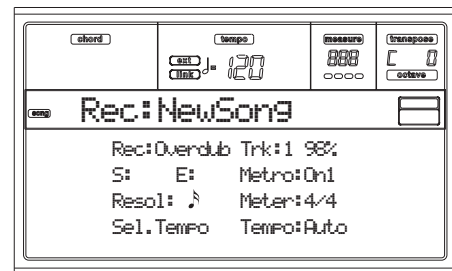 chord tempo measure transpose
ext link ♩= 120 888 C 0
octave
song Rec:NewSong
Rec:Overdub Trk:1 98%
S: E: Metro:On1
Resol: ♪ Meter:4/4
Sel.Tempo Tempo:Auto